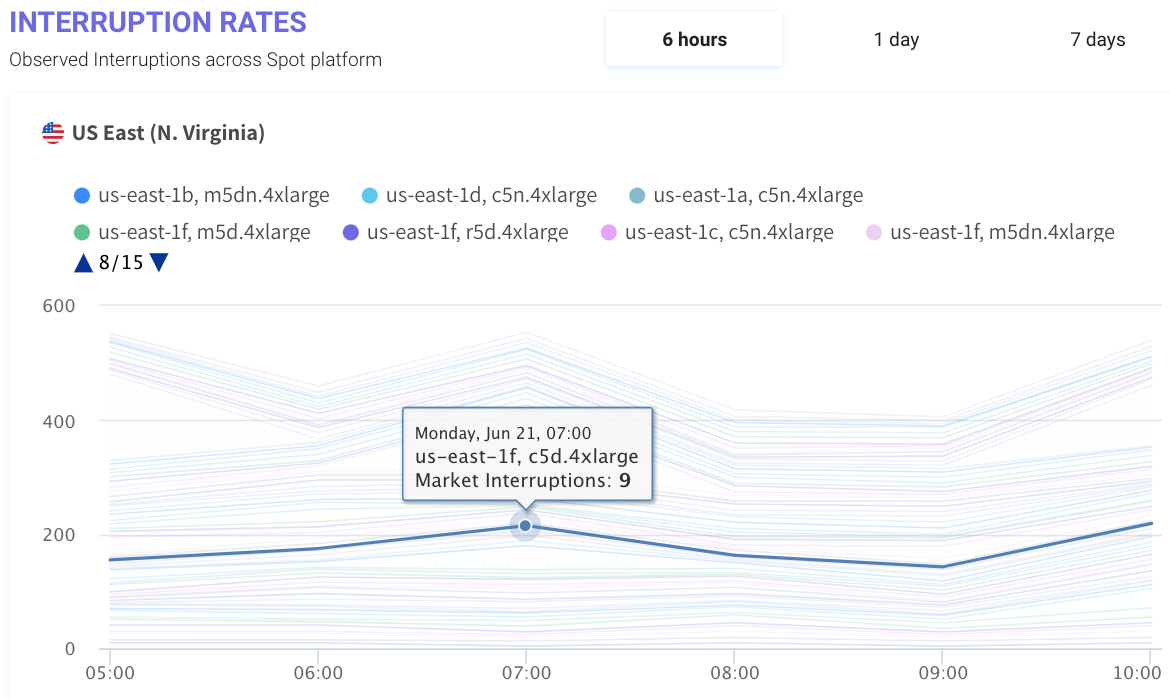 INTERRUPTION RATES
Observed Interruptions across Spot platform
6 hours 1 day 7 days
US East (N. Virginia)
us-east-1b, m5dn.4xlarge us-east-1d, c5n.4xlarge us-east-1a, c5n.4xlarge
us-east-1f, m5d.4xlarge us-east-1f, r5d.4xlarge us-east-1c, c5n.4xlarge us-east-1f, m5dn.4xlarge
▲ 8/15 ▼
600
400
Monday, Jun 21, 07:00
us-east-1f, c5d.4xlarge
Market Interruptions: 9
200
0
05:00 06:00 07:00 08:00 09:00 10:00